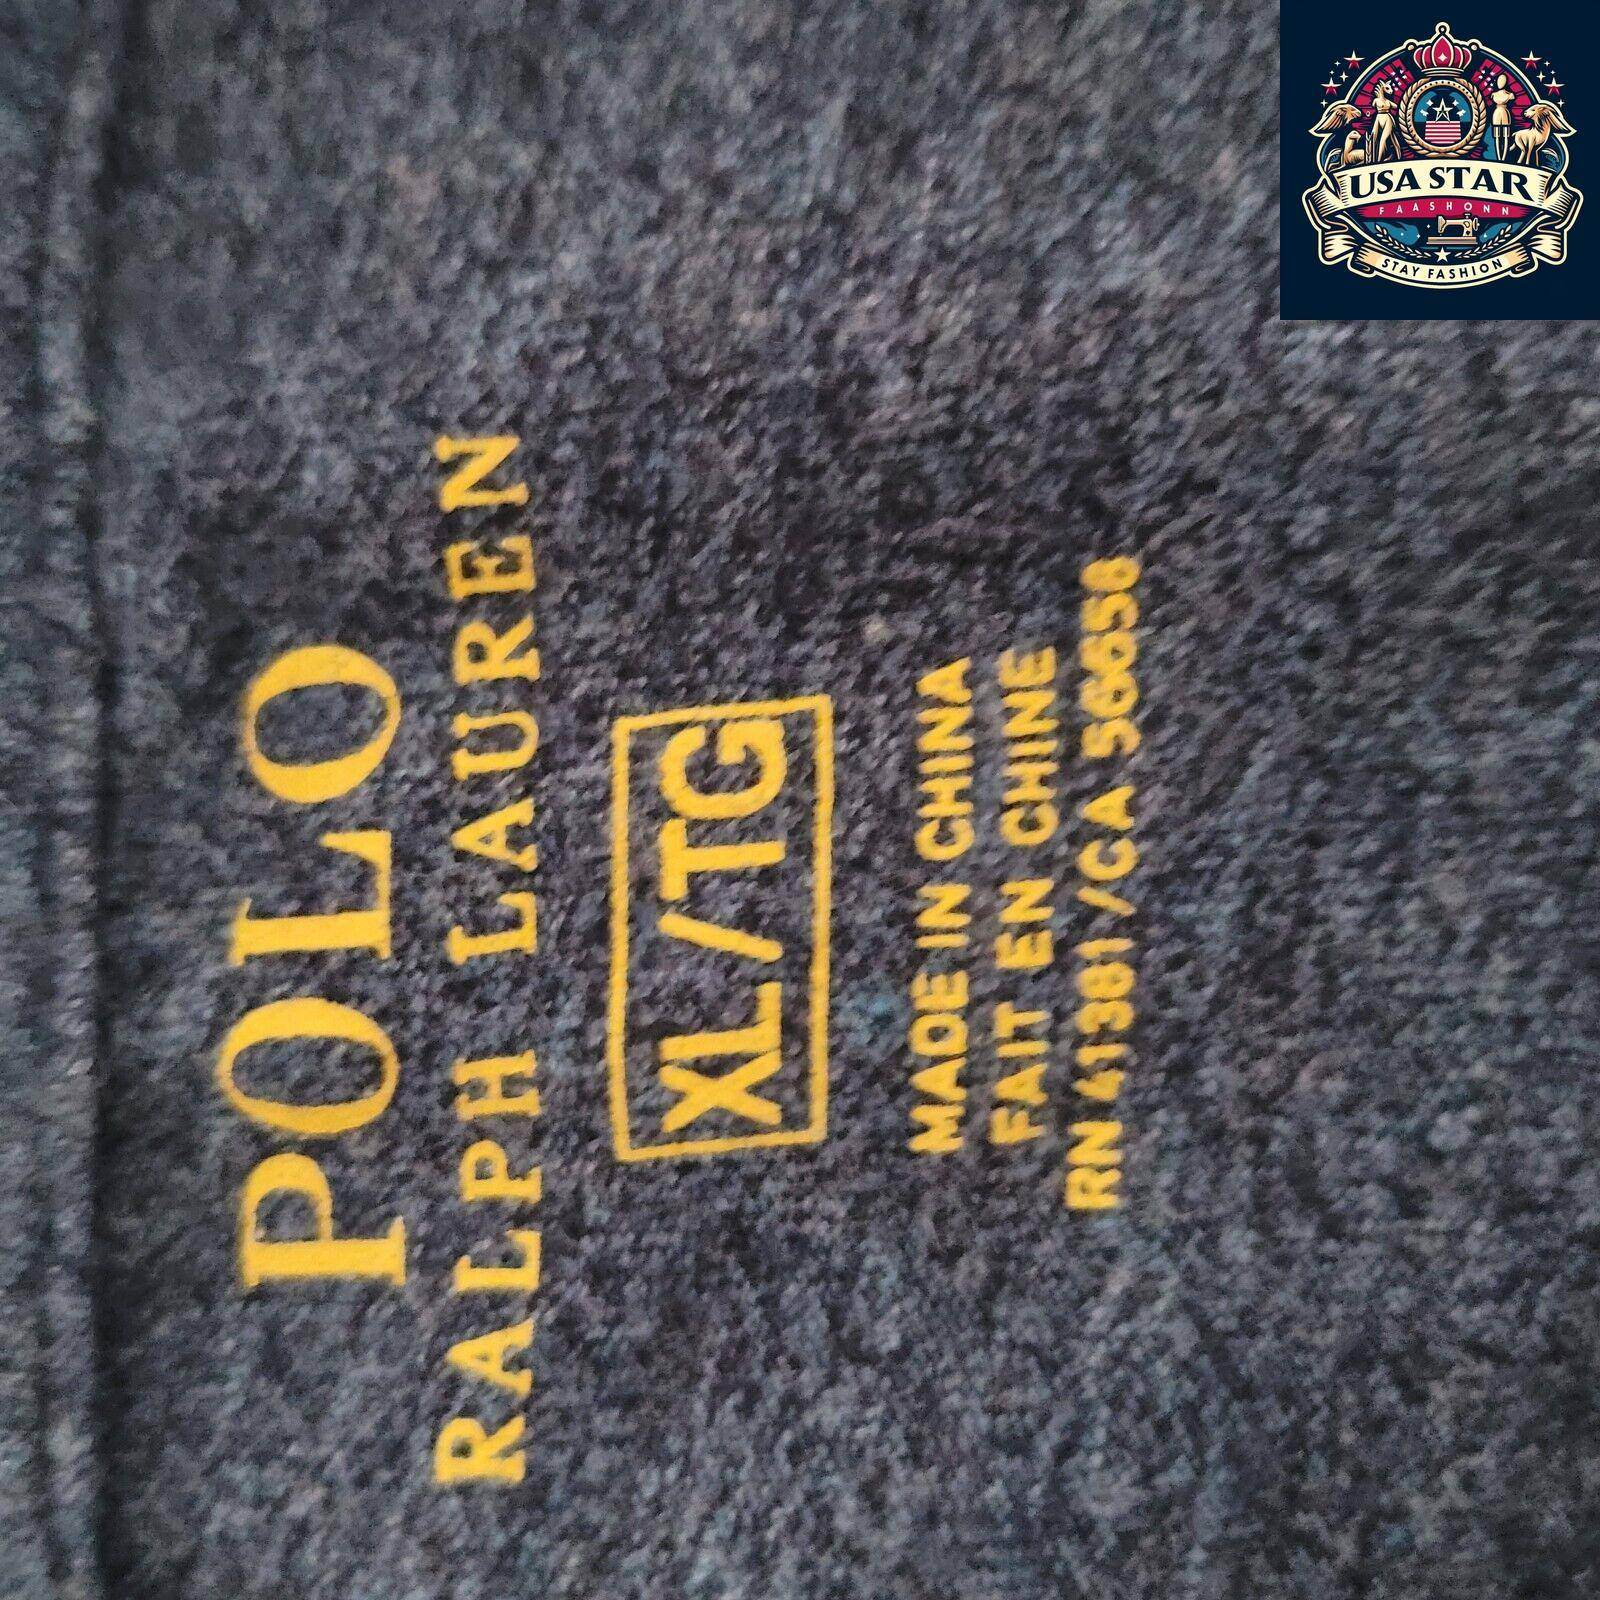 POLO
RALPH LAUREN
XL/TG
MADE IN CHINA
FAIT EN CHINE
RN 41381/CA 56658
USA STAR
FAASHONN
STAY FASHION